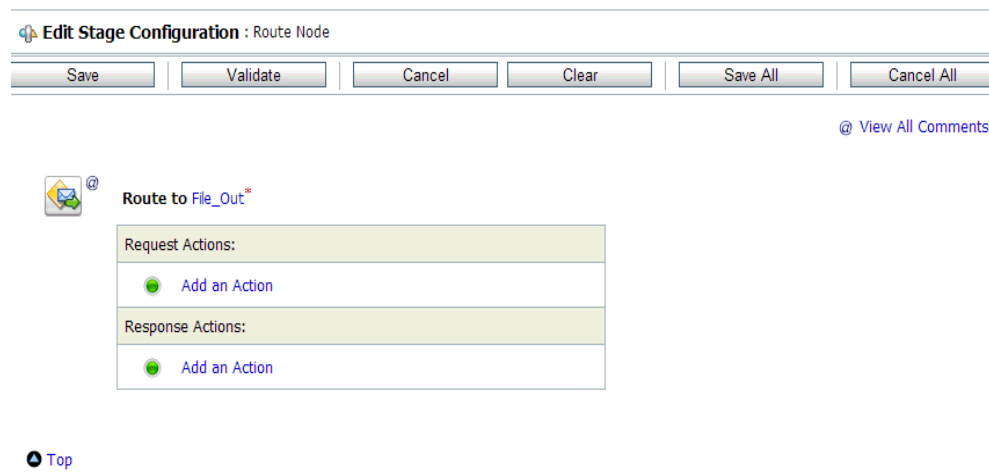 Edit Stage Configuration : Route Node
Save Validate Cancel Clear Save All Cancel All
@ View All Comments
@
Route to File_Out*
Request Actions:
Add an Action
Response Actions:
Add an Action
Top